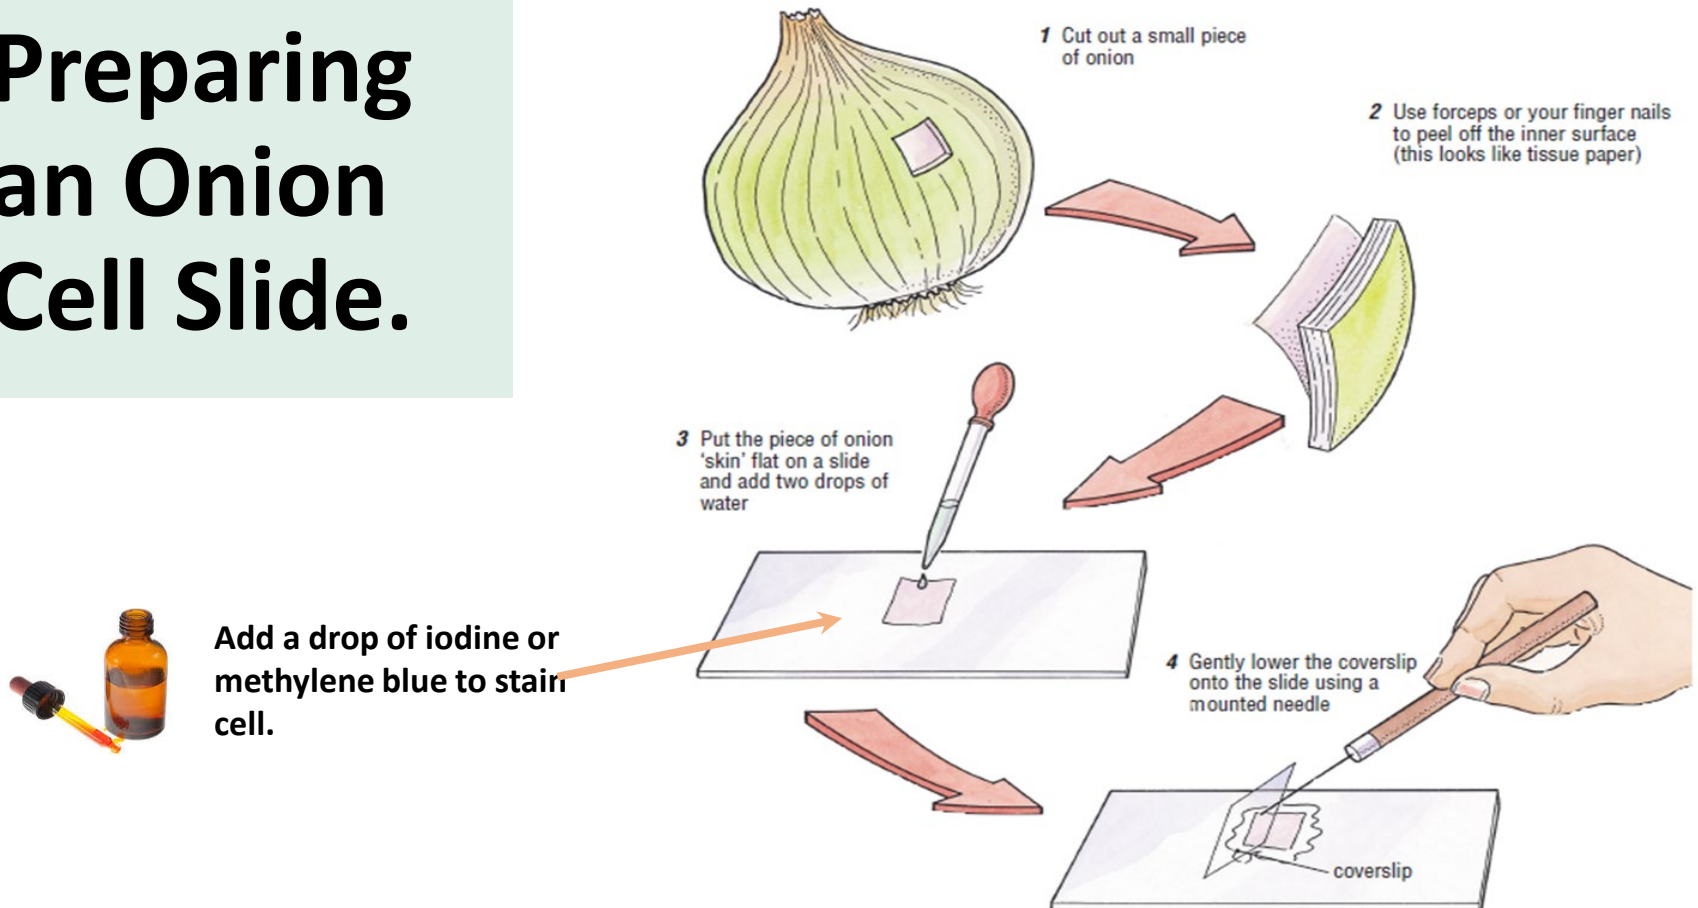 Preparing
an Onion
Cell Slide.
1 Cut out a small piece
of onion
2 Use forceps or your finger nails
to peel off the inner surface
(this looks like tissue paper)
3 Put the piece of onion
‘skin’ flat on a slide
and add two drops of
water
Add a drop of iodine or
methylene blue to stain
cell.
4 Gently lower the coverslip
onto the slide using a
mounted needle
coverslip